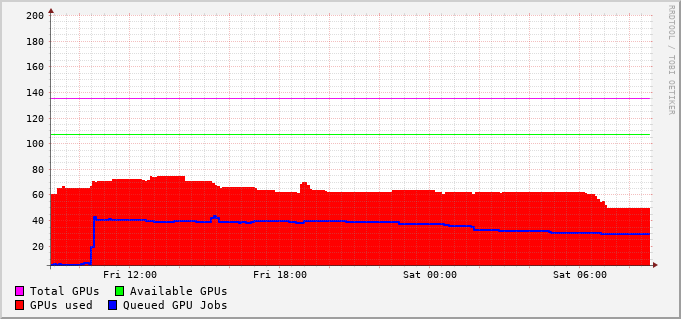 200
180
160
140
120
100
80
60
40
20
Fri 12:00 Fri 18:00 Sat 00:00 Sat 06:00
Total GPUs Available GPUs
GPUs used Queued GPU Jobs
RRDTOOL / TOBI OETIKER